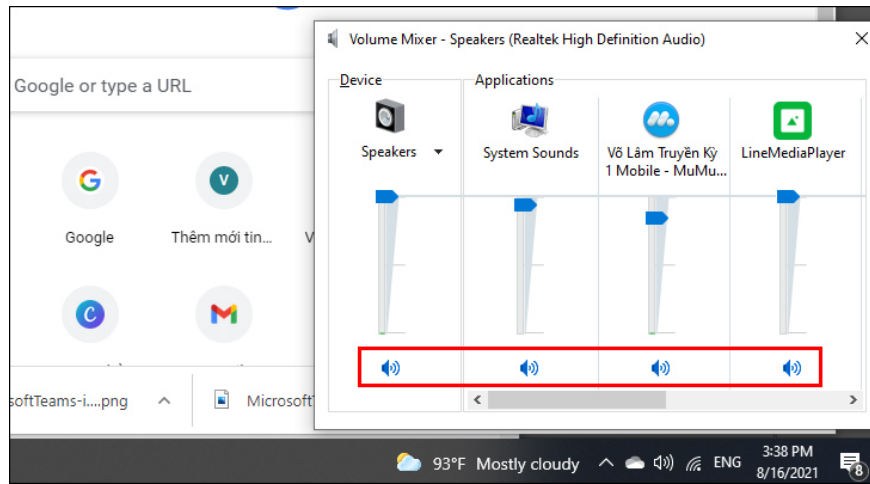 Volume Mixer - Speakers (Realtek High Definition Audio)
Google or type a URL
Device
Applications
Speakers
System Sounds
Võ Lâm Truyền Kỳ
1 Mobile - MuMu...
LineMediaPlayer
Google
Thêm mới tin...
V
V
C
softTeams-i....png
Microsoft
93°F Mostly cloudy
ENG
3:38 PM
8/16/2021
8